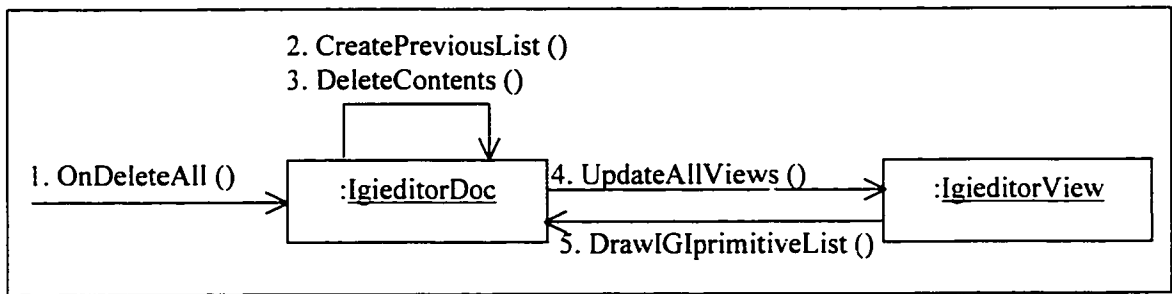 2. CreatePreviousList ()
3. DeleteContents ()
1. OnDeleteAll ()
:IgieditorDoc
4. UpdateAllViews ()
:IgieditorView
5. DrawIGIprimitiveList ()